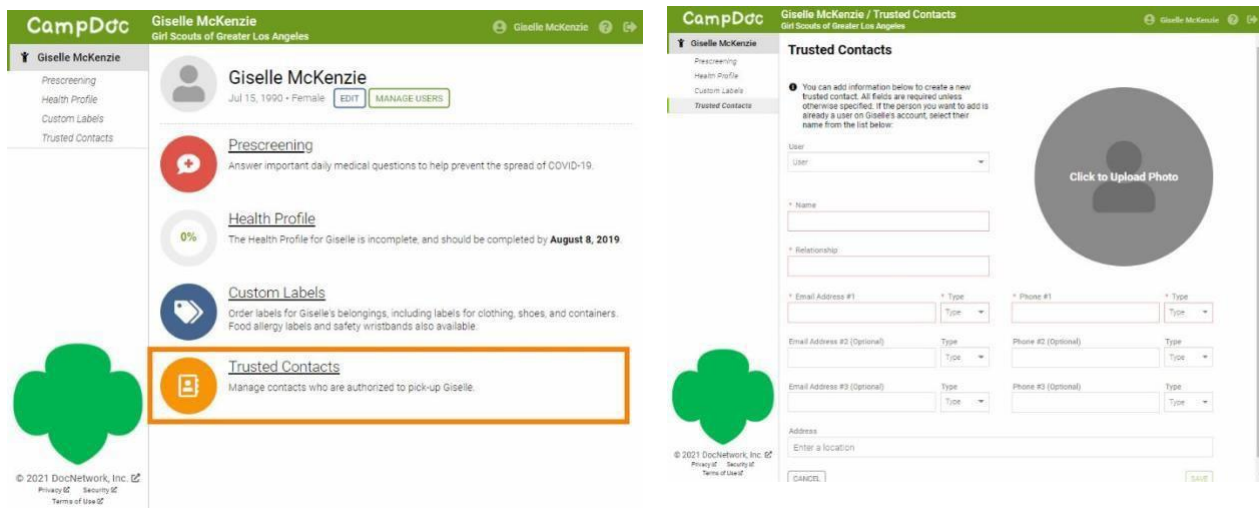 CampDoc
Giselle McKenzie
Girl Scouts of Greater Los Angeles
Giselle McKenzie
Giselle McKenzie
Prescreening
Health Profile
Custom Labels
Trusted Contacts
Giselle McKenzie
Jul 15, 1990 • Female EDIT MANAGE USERS
Prescreening
Answer important daily medical questions to help prevent the spread of COVID-19.
0%
Health Profile
The Health Profile for Giselle is incomplete, and should be completed by August 8, 2019.
Custom Labels
Order labels for Giselle's belongings, including labels for clothing, shoes, and containers.
Food allergy labels and safety wristbands also available.
Trusted Contacts
Manage contacts who are authorized to pick-up Giselle.
© 2021 DocNetwork, Inc.
Privacy Security
Terms of Use
CampDoc
Giselle McKenzie / Trusted Contacts
Girl Scouts of Greater Los Angeles
Giselle McKenzie
Giselle McKenzie
Prescreening
Health Profile
Custom Labels
Trusted Contacts
Trusted Contacts
You can add information below to create a new
trusted contact. All fields are required unless
otherwise specified. If the person you want to add is
already a user on Giselle's account, select their
name from the list below:
User
User
Click to Upload Photo
* Name
* Relationship
* Email Address #1 * Type * Phone #1 * Type
Type Type
Email Address #2 (Optional) Type Phone #2 (Optional) Type
Type Type
Email Address #3 (Optional) Type Phone #3 (Optional) Type
Type Type
Address
Enter a location
CANCEL SAVE
© 2021 DocNetwork, Inc.
Privacy Security
Terms of Use